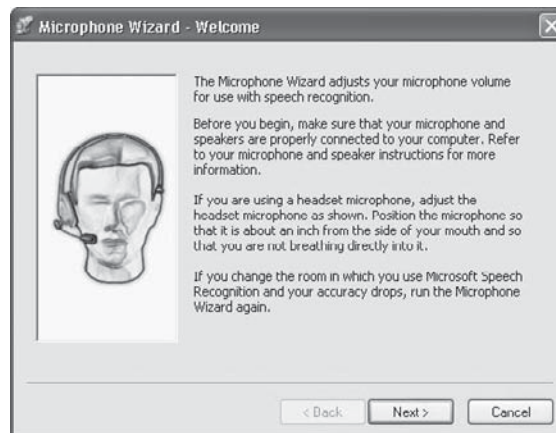 Microphone Wizard - Welcome
The Microphone Wizard adjusts your microphone volume
for use with speech recognition.
Before you begin, make sure that your microphone and
speakers are properly connected to your computer. Refer
to your microphone and speaker instructions for more
information.
If you are using a headset microphone, adjust the
headset microphone as shown. Position the microphone so
that it is about an inch from the side of your mouth and so
that you are not breathing directly into it.
If you change the room in which you use Microsoft Speech
Recognition and your accuracy drops, run the Microphone
Wizard again.
< Back Next > Cancel